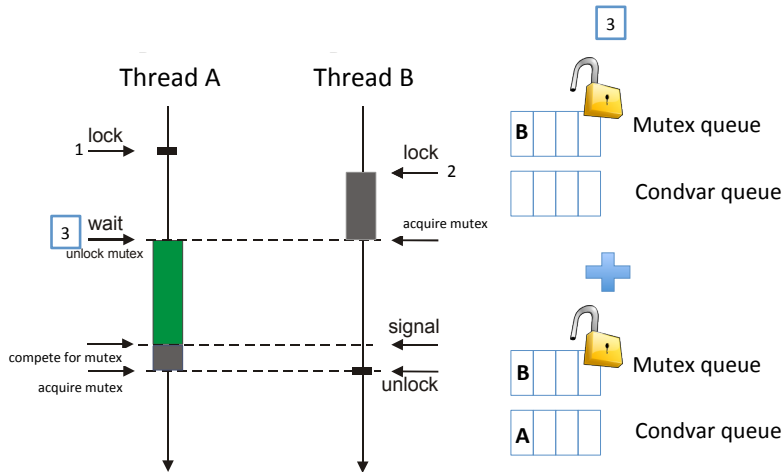 3
Thread A
Thread B
1 lock
lock 2
3 wait
unlock mutex
acquire mutex
signal
compete for mutex
acquire mutex
unlock
B Mutex queue
Condvar queue
B Mutex queue
A Condvar queue